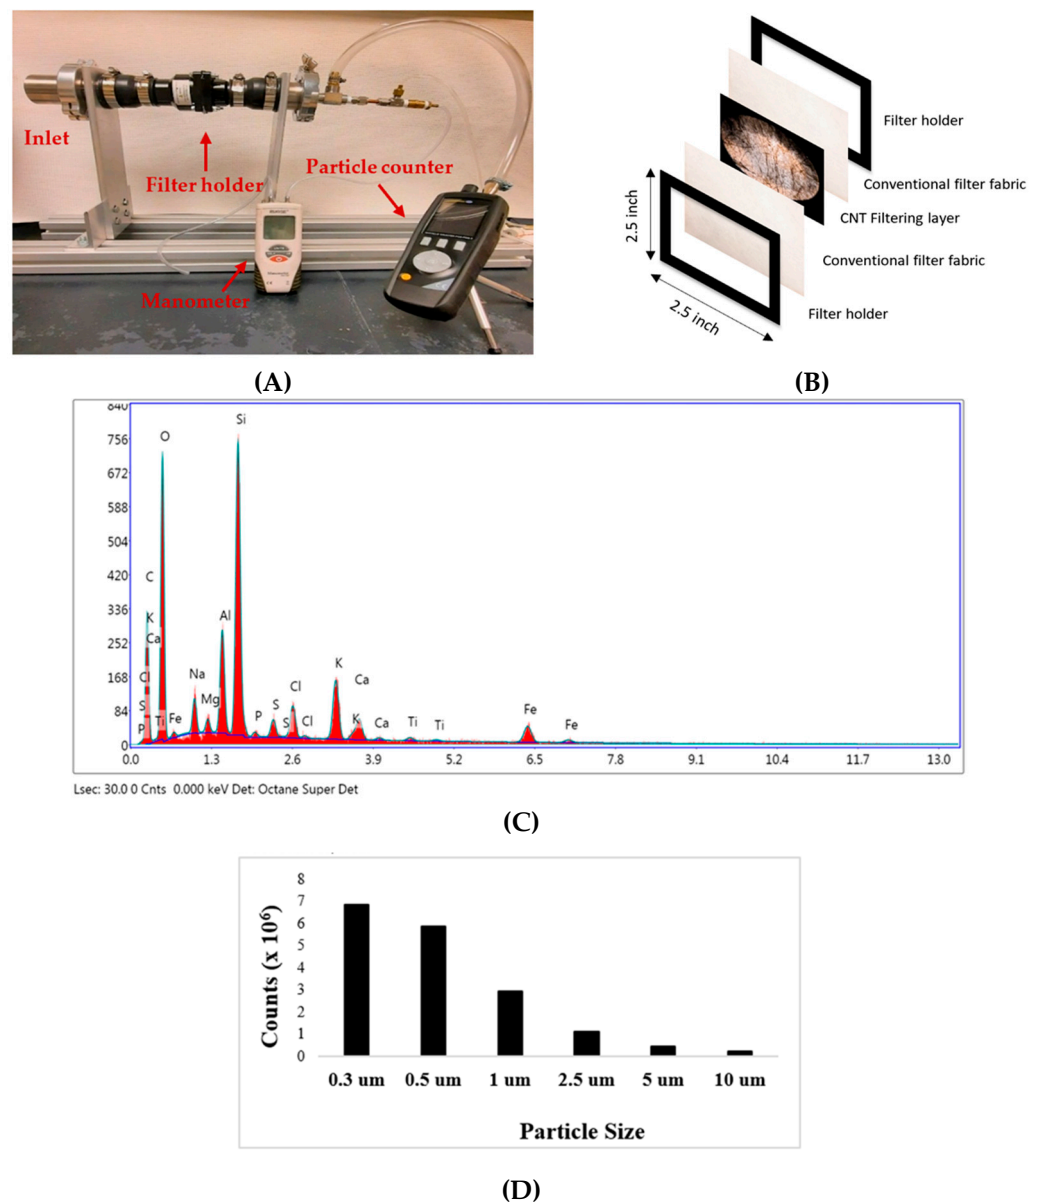 Inlet
Filter holder
Particle counter
Manometer
(A)
Filter holder
Conventional filter fabric
CNT Filtering layer
Conventional filter fabric
Filter holder
2.5 inch
2.5 inch
(B)
840
756
672
588
504
420
336
252
168
84
0
C
K
Ca
Cl
S
P
O
Ti
Fe
Na
Mg
Al
Si
P
S
S
Cl
Cl
K
K
Ca
Ca
Ti
Ti
Fe
Fe
0.0 1.3 2.6 3.9 5.2 6.5 7.8 9.1 10.4 11.7 13.0
Lsec: 30.0 0 Cnts 0.000 keV Det: Octane Super Det
(C)
Counts (x 10⁶)
8
7
6
5
4
3
2
1
0
0.3 um 0.5 um 1 um 2.5 um 5 um 10 um
Particle Size
(D)